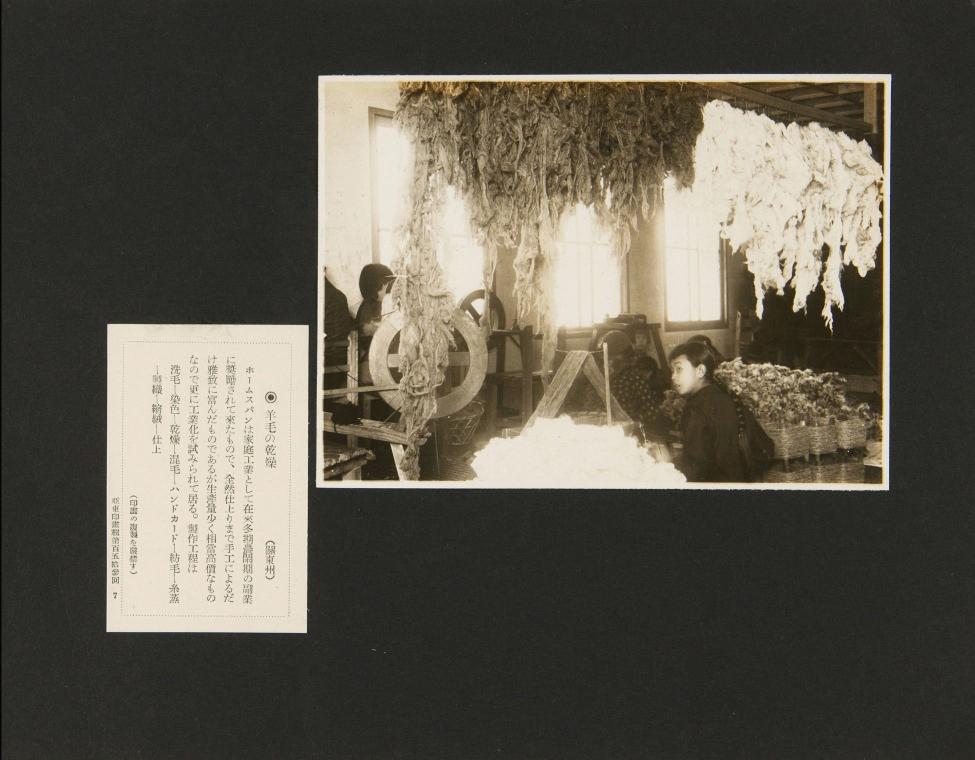 ◉ 羊毛の乾燥 (關東州)
ホームスパンは家庭工業として在來冬期農閑期の副業
に奬勵されて來たもので、全然仕上りまで手工によるだ
け雅致に富んだものであるが生產量少く相當高價なもの
なので更に工業化を試みられて居る。製作工程は
洗毛―染色―乾燥―混毛―ハンドカード―紡毛―糸蒸
―製織―縮絨―仕上
(印畫の複製を嚴禁す)
亞東印畫輯第百五拾參回 7